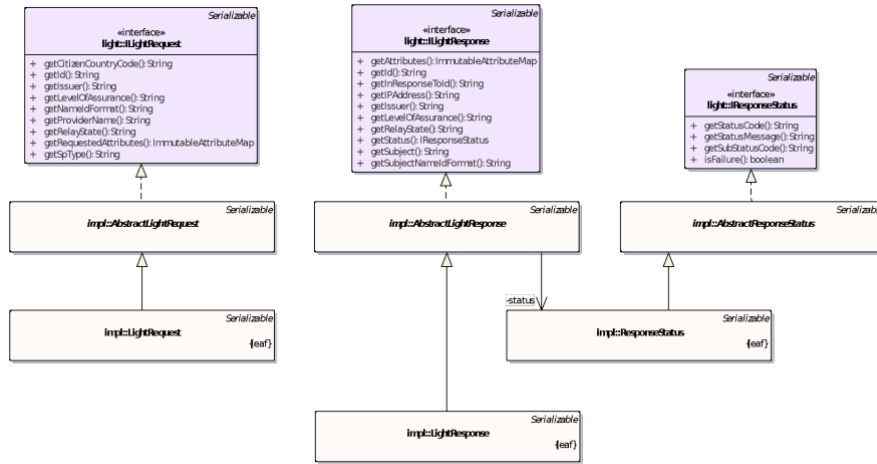 Serializable
«interface»
light::ILightRequest
+ getCitizenCountryCode(): String
+ getId(): String
+ getIssuer(): String
+ getLevelOfAssurance(): String
+ getNameIdFormat(): String
+ getProviderName(): String
+ getRelayState(): String
+ getRequestedAttributes(): ImmutableAttributeMap
+ getSpType(): String
Serializable
«interface»
light::ILightResponse
+ getAttributes(): ImmutableAttributeMap
+ getId(): String
+ getInResponseToId(): String
+ getIPAddress(): String
+ getIssuer(): String
+ getLevelOfAssurance(): String
+ getRelayState(): String
+ getStatus(): IResponseStatus
+ getSubject(): String
+ getSubjectNameIdFormat(): String
Serializable
«interface»
light::IResponseStatus
+ getStatusCode(): String
+ getStatusMessage(): String
+ getSubStatusCode(): String
+ isFailure(): boolean
Serializable
impl::AbstractLightRequest
Serializable
impl::AbstractLightResponse
Serializab
impl::AbstractResponseStatus
-status
Serializable
impl::LightRequest
{leaf}
Serializable
impl::ResponseStatus
{leaf}
Serializable
impl::LightResponse
{leaf}